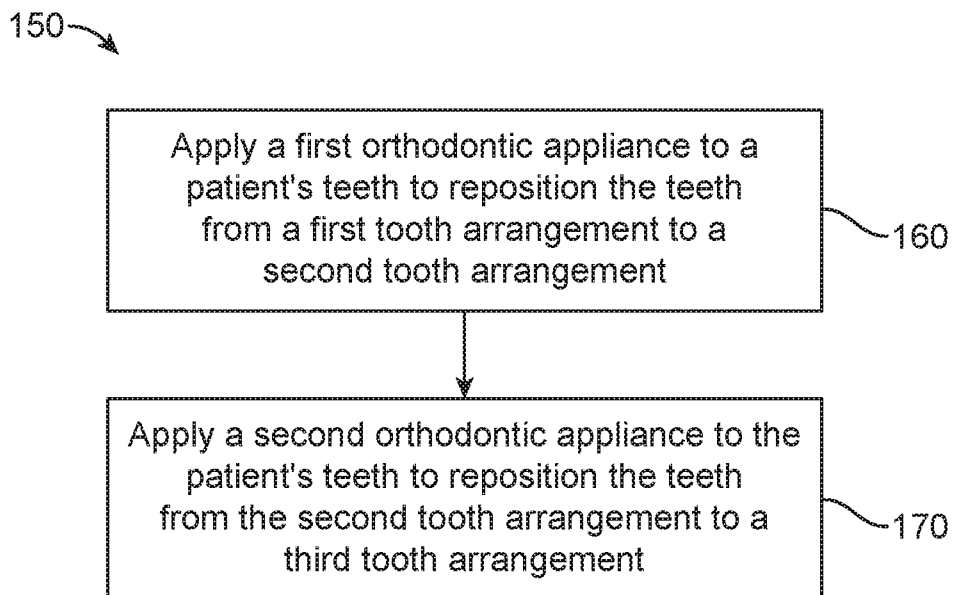 150
Apply a first orthodontic appliance to a
patient's teeth to reposition the teeth
from a first tooth arrangement to a
second tooth arrangement
160
Apply a second orthodontic appliance to the
patient's teeth to reposition the teeth
from the second tooth arrangement to a
third tooth arrangement
170